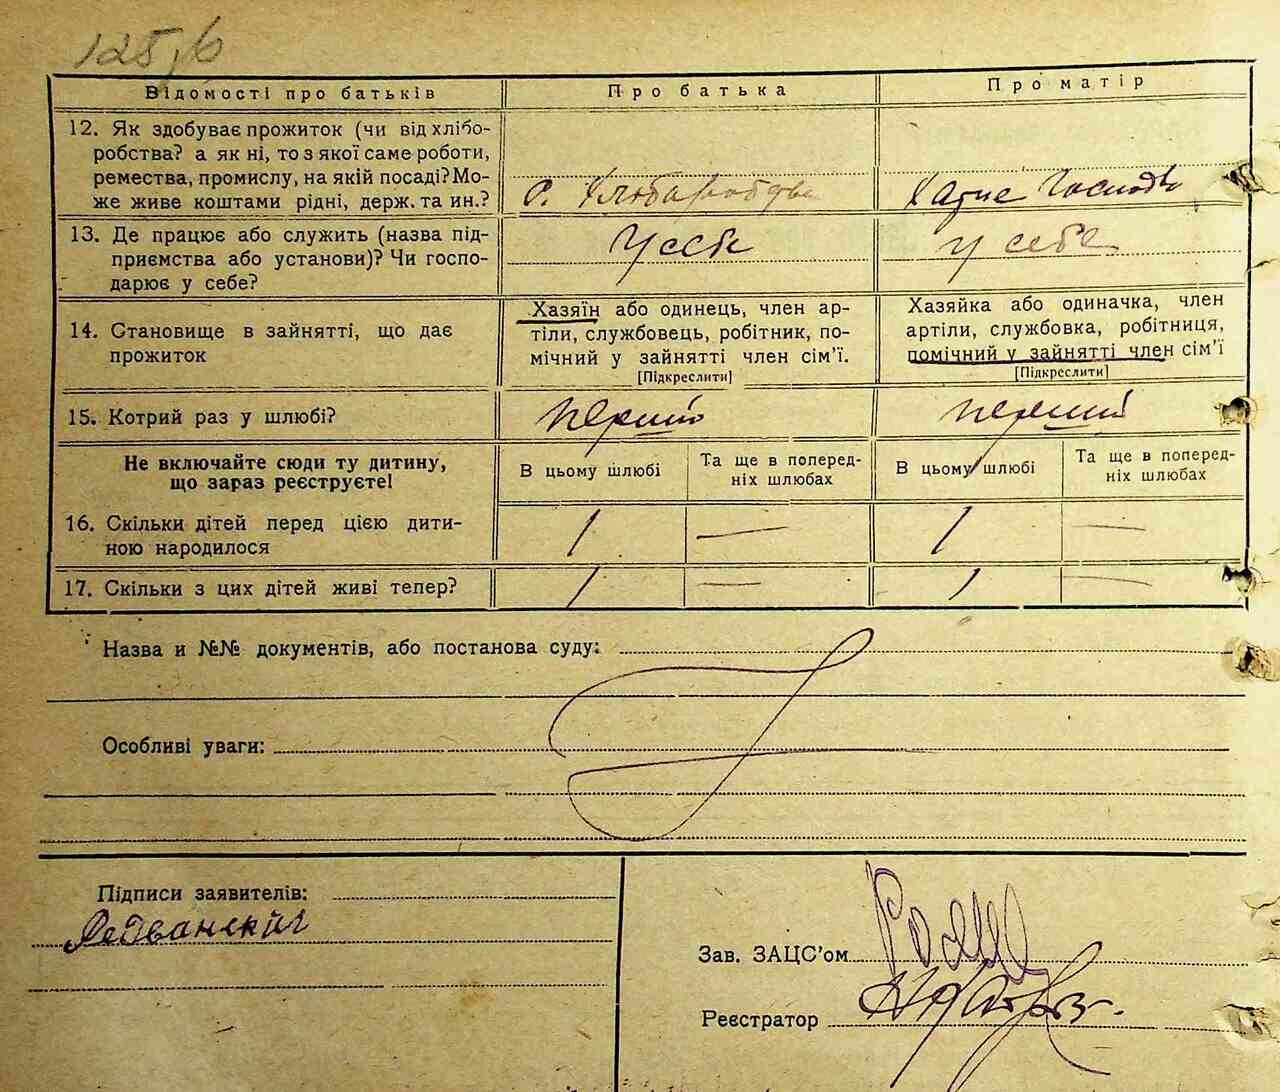 125,6
Відомості про батьків
Про батька
Про матір
12. Як здобуває прожиток (чи від хлібо-
робства? а як ні, то з якої саме роботи,
ремества, промислу, на якій посаді? Мо-
же живе коштами рідні, держ. та ин.?
13. Де працює або служить (назва під-
приємства або установи)? Чи госпо-
дарює у себе?
У себе
у себе
14. Становище в зайнятті, що дає
прожиток
Хазяїн або одинець, член ар-
тіли, службовець, робітник, по-
мічний у зайнятті член сім'ї.
[Підкреслити]
Хазяйка або одиначка, член
артіли, службовка, робітниця,
помічний у зайнятті член сім'ї
[Підкреслити]
15. Котрий раз у шлюбі?
перший
перший
Не включайте сюди ту дитину,
що зараз реєструєте!
В цьому шлюбі
Та ще в поперед-
ніх шлюбах
В цьому шлюбі
Та ще в поперед-
ніх шлюбах
16. Скільки дітей перед цією дити-
ною народилося
1 — 1 —
17. Скільки з цих дітей живі тепер?
1 — 1 —
Назва и №№ документів, або постанова суду:
Особливі уваги:
Підписи заявителів:
Зав. ЗАЦС'ом
Реєстратор